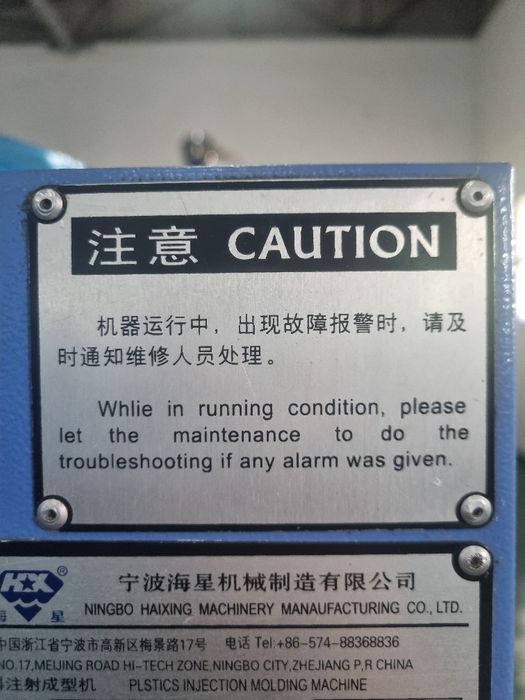 注意 CAUTION
机器运行中，出现故障报警时，请及
时通知维修人员处理。
Whlie in running condition, please
let the maintenance to do the
troubleshooting if any alarm was given.
HX ®
海 星
宁波海星机械制造有限公司
NINGBO HAIXING MACHINERY MANAUFACTURING CO., LTD.
中国浙江省宁波市高新区梅景路17号 电话 Tel:+86-574-88368836
NO.17,MEIJING ROAD HI-TECH ZONE,NINGBO CITY,ZHEJIANG P,R CHINA
注射成型机 PLSTICS INJECTION MOLDING MACHINE